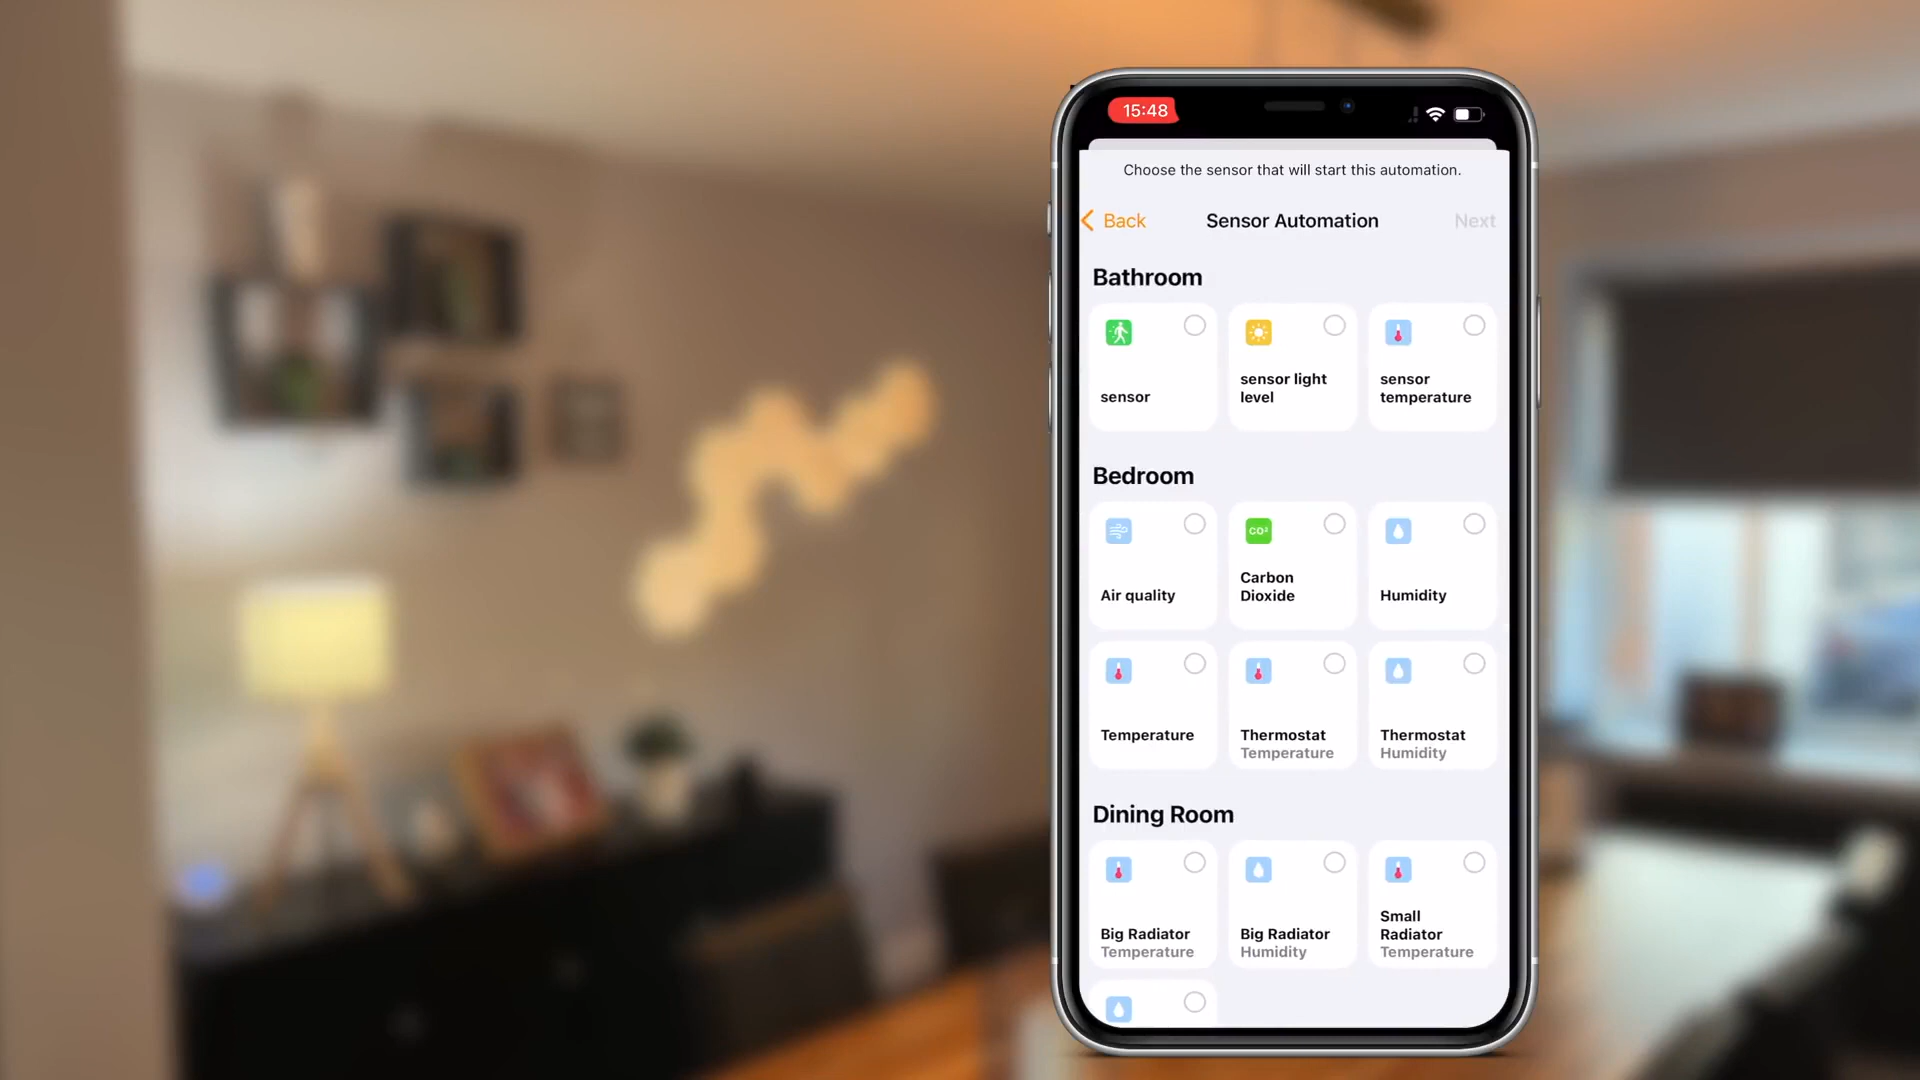 15:48
Choose the sensor that will start this automation.
Back
Sensor Automation
Next
Bathroom
sensor
sensor light
level
sensor
temperature
Bedroom
Air quality
CO²
Carbon
Dioxide
Humidity
Temperature
Thermostat
Temperature
Thermostat
Humidity
Dining Room
Big Radiator
Temperature
Big Radiator
Humidity
Small
Radiator
Temperature